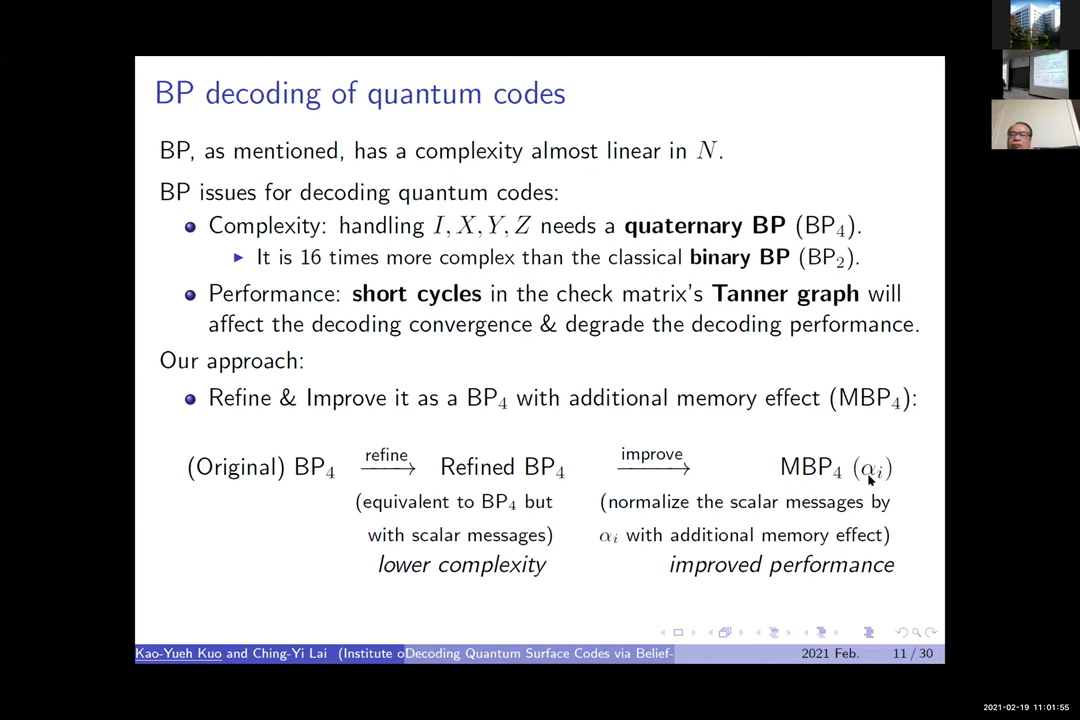 BP decoding of quantum codes
BP, as mentioned, has a complexity almost linear in N.
BP issues for decoding quantum codes:
Complexity: handling I, X, Y, Z needs a quaternary BP (BP₄).
It is 16 times more complex than the classical binary BP (BP₂).
Performance: short cycles in the check matrix's Tanner graph will
affect the decoding convergence & degrade the decoding performance.
Our approach:
Refine & Improve it as a BP₄ with additional memory effect (MBP₄):
(Original) BP₄ refine Refined BP₄ improve MBP₄ (αᵢ)
(equivalent to BP₄ but (normalize the scalar messages by
with scalar messages) αᵢ with additional memory effect)
lower complexity improved performance
Kao-Yueh Kuo and Ching-Yi Lai (Institute o Decoding Quantum Surface Codes via Belief- 2021 Feb. 11 / 30
2021-02-19 11:01:55